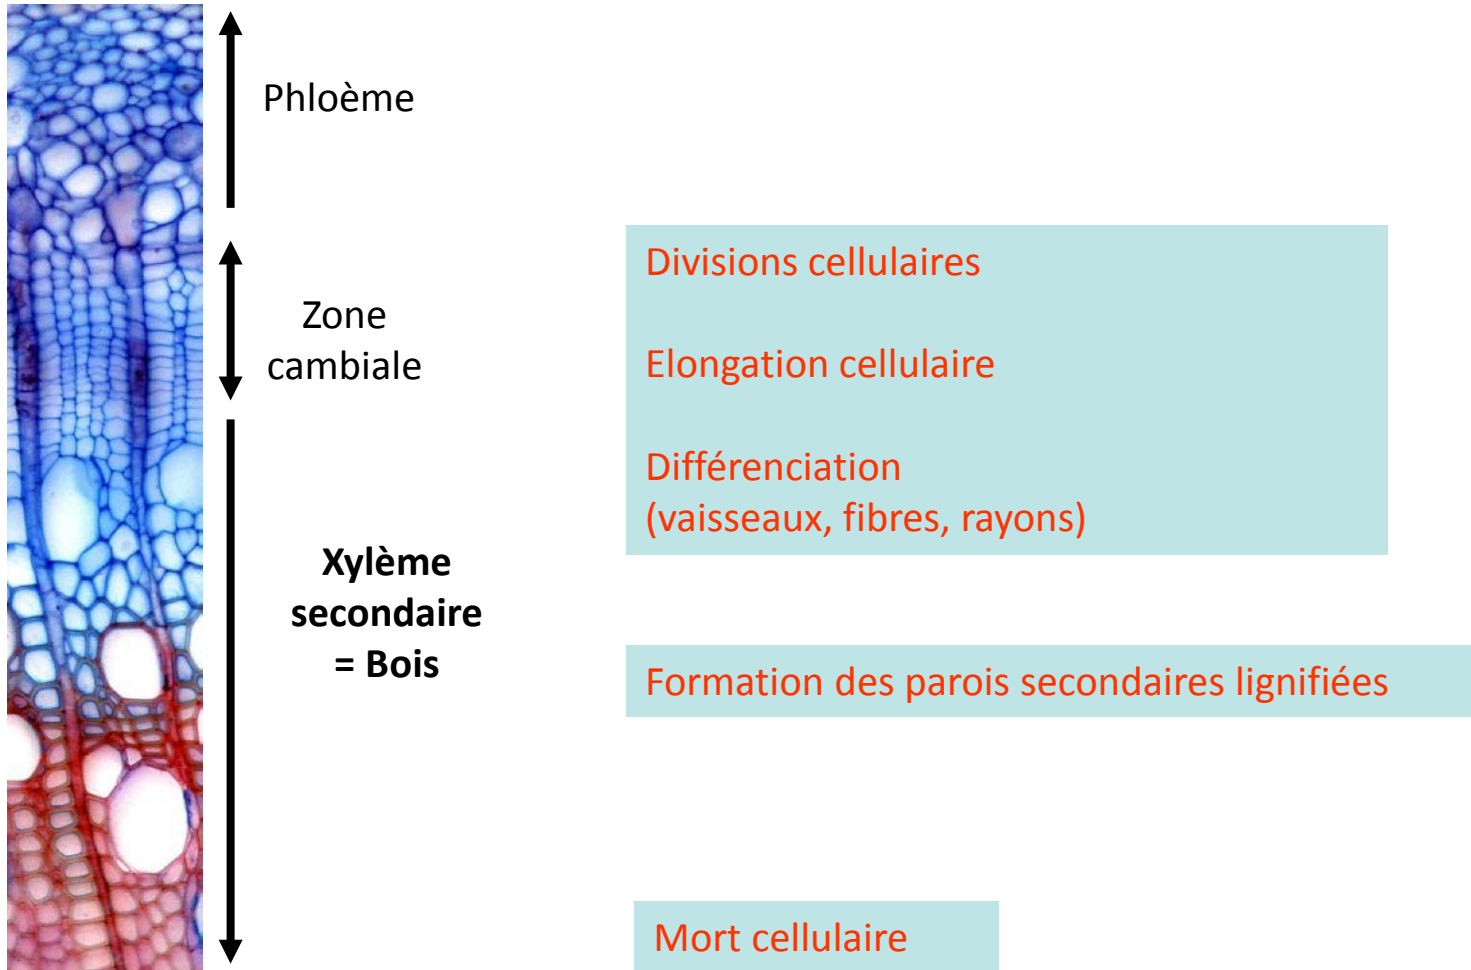 Phloème
Zone
cambiale
Xylème
secondaire
= Bois
Divisions cellulaires
Elongation cellulaire
Différenciation
(vaisseaux, fibres, rayons)
Formation des parois secondaires lignifiées
Mort cellulaire